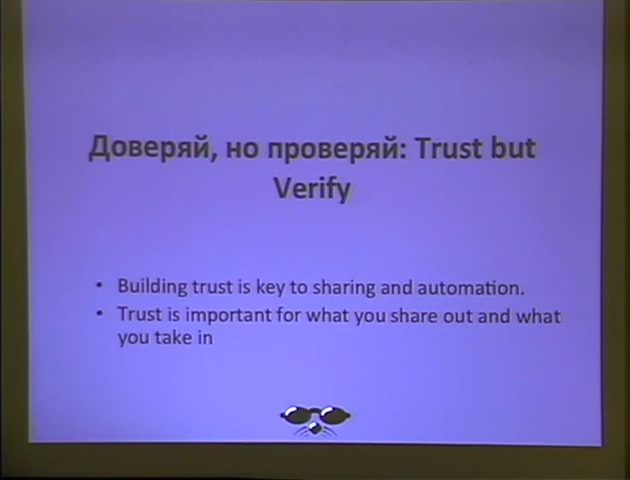 Доверяй, но проверяй: Trust but
Verify
• Building trust is key to sharing and automation.
• Trust is important for what you share out and what
you take in